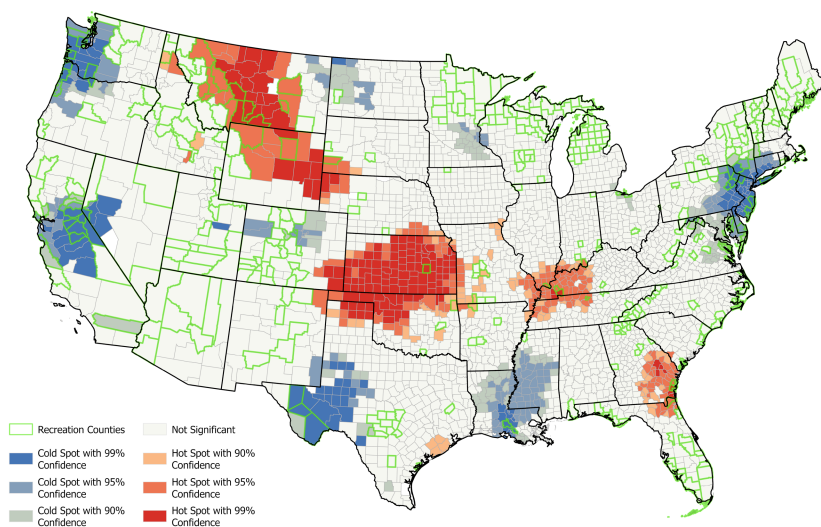 Recreation Counties
Not Significant
Cold Spot with 99%
Confidence
Hot Spot with 90%
Confidence
Cold Spot with 95%
Confidence
Hot Spot with 95%
Confidence
Cold Spot with 90%
Confidence
Hot Spot with 99%
Confidence